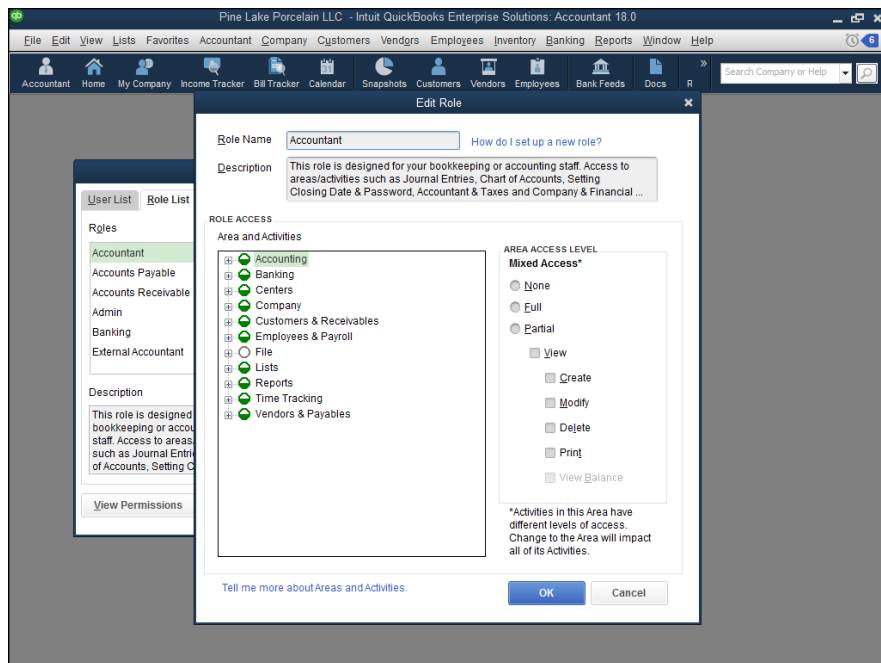 qb
Pine Lake Porcelain LLC - Intuit QuickBooks Enterprise Solutions: Accountant 18.0
File Edit View Lists Favorites Accountant Company Customers Vendors Employees Inventory Banking Reports Window Help
6
Accountant Home My Company Income Tracker Bill Tracker Calendar Snapshots Customers Vendors Employees Bank Feeds Docs R » Search Company or Help
Edit Role
Role Name Accountant How do I set up a new role?
Description This role is designed for your bookkeeping or accounting staff. Access to
areas/activities such as Journal Entries, Chart of Accounts, Setting
Closing Date & Password, Accountant & Taxes and Company & Financial ...
User List Role List
Roles
Accountant
Accounts Payable
Accounts Receivable
Admin
Banking
External Accountant
Description
This role is designed
bookkeeping or accou
staff. Access to areas
such as Journal Entri
of Accounts, Setting C
View Permissions
ROLE ACCESS
Area and Activities
Accounting
Banking
Centers
Company
Customers & Receivables
Employees & Payroll
File
Lists
Reports
Time Tracking
Vendors & Payables
AREA ACCESS LEVEL
Mixed Access*
None
Full
Partial
View
Create
Modify
Delete
Print
View Balance
*Activities in this Area have
different levels of access.
Change to the Area will impact
all of its Activities.
Tell me more about Areas and Activities.
OK Cancel